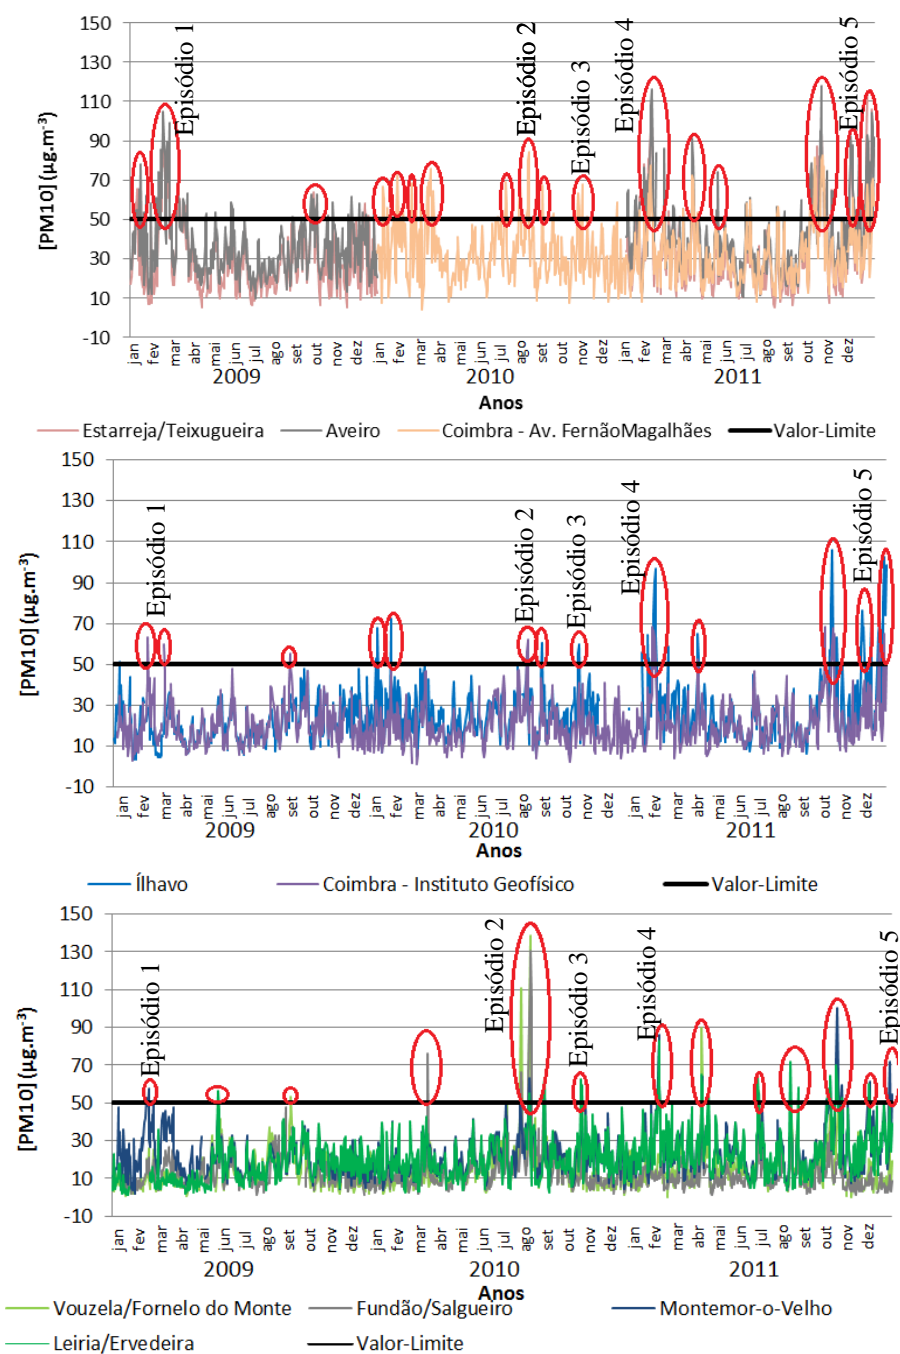 150
130
110
90
70
50
30
10
-10
[PM10] (µg.m⁻³)
Episódio 1
Episódio 2
Episódio 3
Episódio 4
Episódio 5
jan fev mar abr mai jun jul ago set out nov dez jan fev mar abr mai jun jul ago set out nov dez jan fev mar abr mai jun jul ago set out nov dez
2009 2010 2011
Anos
Estarreja/Teixugueira Aveiro Coimbra - Av. FernãoMagalhães Valor-Limite
150
130
110
90
70
50
30
10
-10
[PM10] (µg.m⁻³)
Episódio 1
Episódio 2
Episódio 3
Episódio 4
Episódio 5
jan fev mar abr mai jun jul ago set out nov dez jan fev mar abr mai jun jul ago set out nov dez jan fev mar abr mai jun jul ago set out nov dez
2009 2010 2011
Anos
Ílhavo Coimbra - Instituto Geofísico Valor-Limite
150
130
110
90
70
50
30
10
-10
[PM10] (µg.m⁻³)
Episódio 1
Episódio 2
Episódio 3
Episódio 4
Episódio 5
jan fev mar abr mai jun jul ago set out nov dez jan fev mar abr mai jun jul ago set out nov dez jan fev mar abr mai jun jul ago set out nov dez
2009 2010 2011
Anos
Vouzela/Fornelo do Monte Fundão/Salgueiro Montemor-o-Velho
Leiria/Ervedeira Valor-Limite